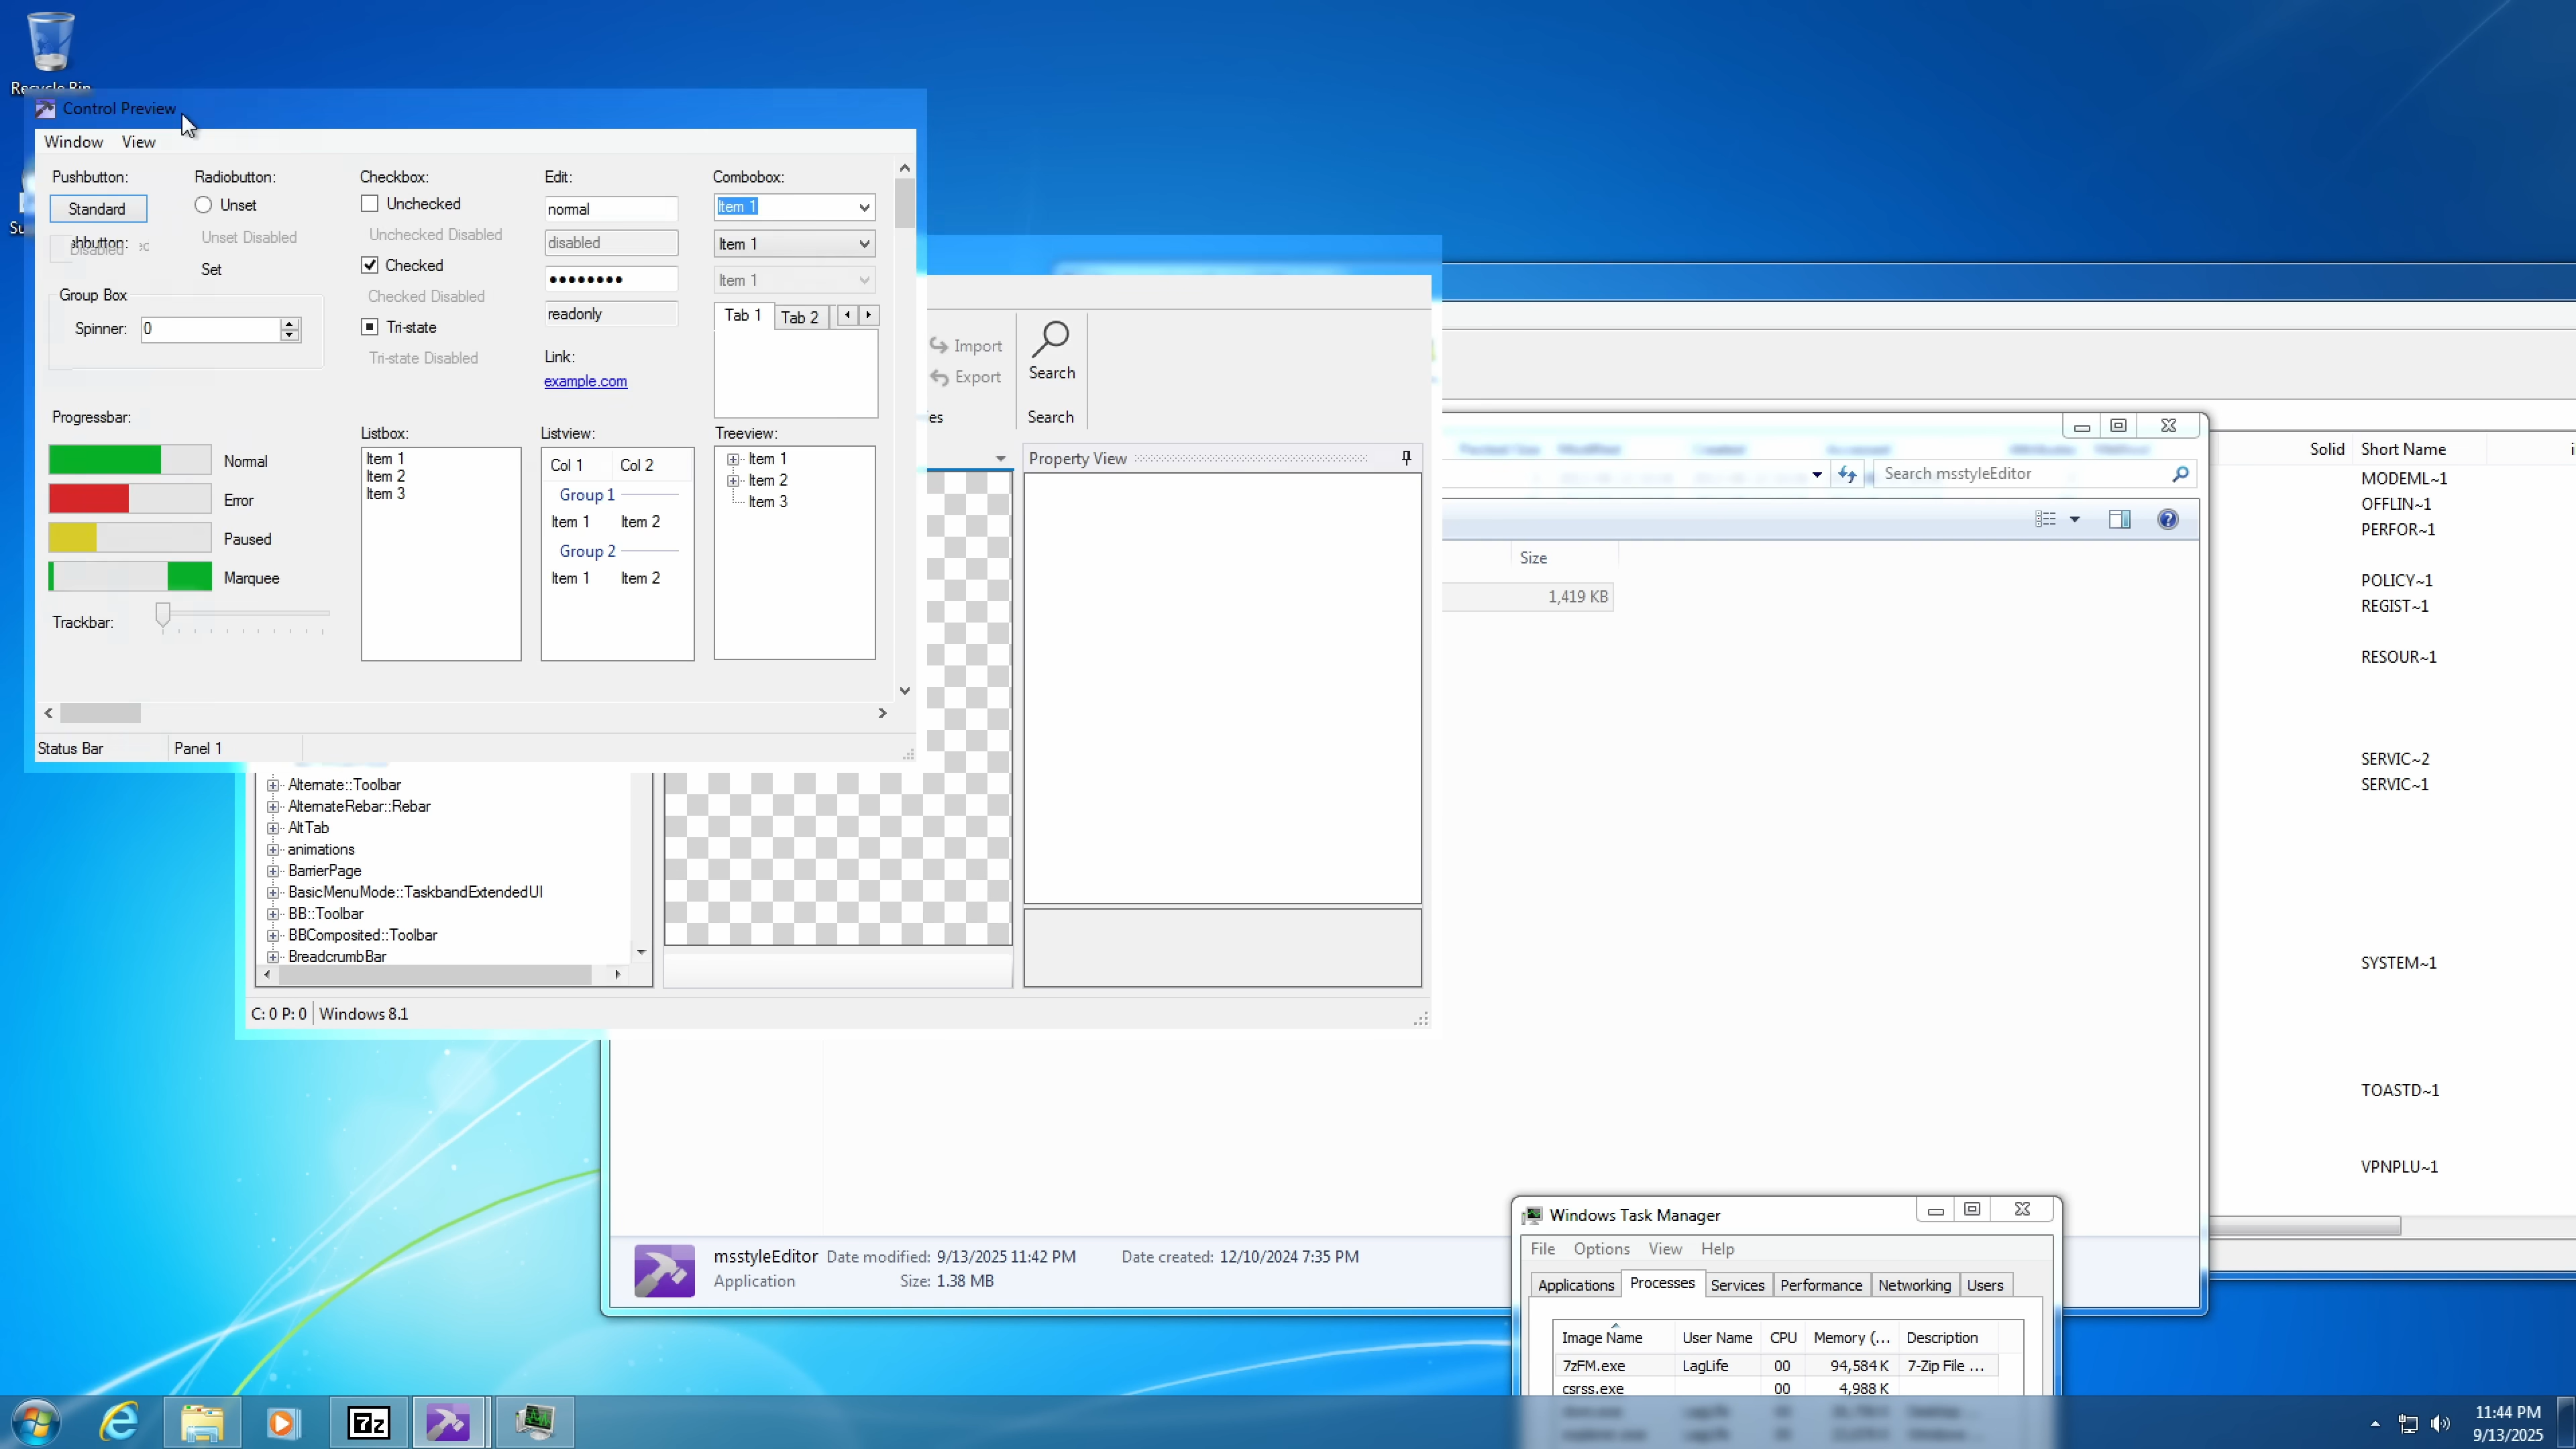 Recycle Bin
Control Preview
Window View
Pushbutton:
Standard
Disabled
Radiobutton:
Unset
Unset Disabled
Set
Group Box
Spinner: 0
Checkbox:
Unchecked
Unchecked Disabled
Checked
Checked Disabled
Tri-state
Tri-state Disabled
Edit:
normal
disabled
readonly
Link:
example.com
Combobox:
Item 1
Item 1
Item 1
Tab 1 Tab 2
Progressbar:
Normal
Error
Paused
Marquee
Trackbar:
Listbox:
Item 1
Item 2
Item 3
Listview:
Col 1 Col 2
Group 1
Item 1 Item 2
Group 2
Item 1 Item 2
Treeview:
Item 1
Item 2
Item 3
Status Bar Panel 1
Import
Export
Search
Search
Property View
Alternate::Toolbar
AlternateRebar::Rebar
AltTab
animations
BarrierPage
BasicMenuMode::TaskbandExtendedUI
BB::Toolbar
BBComposited::Toolbar
BreadcrumbBar
C: 0 P: 0 Windows 8.1
Search msstyleEditor
Size
1,419 KB
msstyleEditor Date modified: 9/13/2025 11:42 PM Date created: 12/10/2024 7:35 PM
Application Size: 1.38 MB
Solid Short Name
MODEML~1
OFFLIN~1
PERFOR~1
POLICY~1
REGIST~1
RESOUR~1
SERVIC~2
SERVIC~1
SYSTEM~1
TOASTD~1
VPNPLU~1
Windows Task Manager
File Options View Help
Applications Processes Services Performance Networking Users
Image Name User Name CPU Memory (... Description
7zFM.exe LagLife 00 94,584 K 7-Zip File ...
csrss.exe 00 4,988 K
7z
11:44 PM
9/13/2025